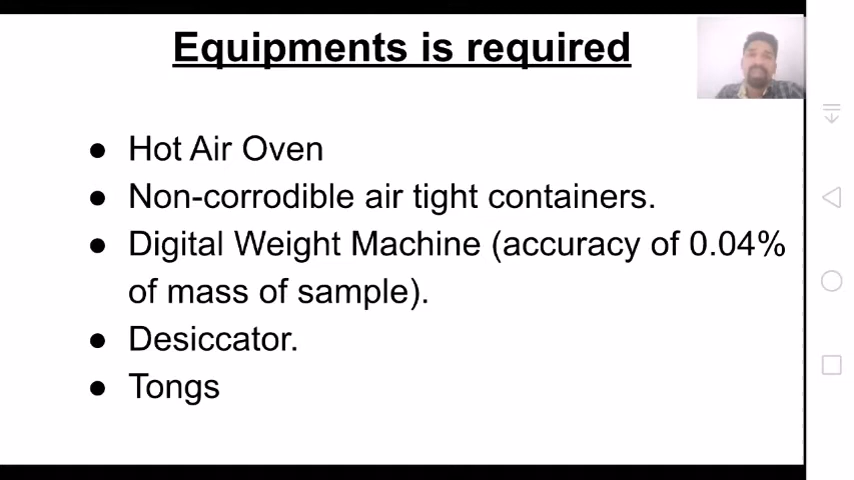 Equipments is required
● Hot Air Oven
● Non-corrodible air tight containers.
● Digital Weight Machine (accuracy of 0.04%
of mass of sample).
● Desiccator.
● Tongs